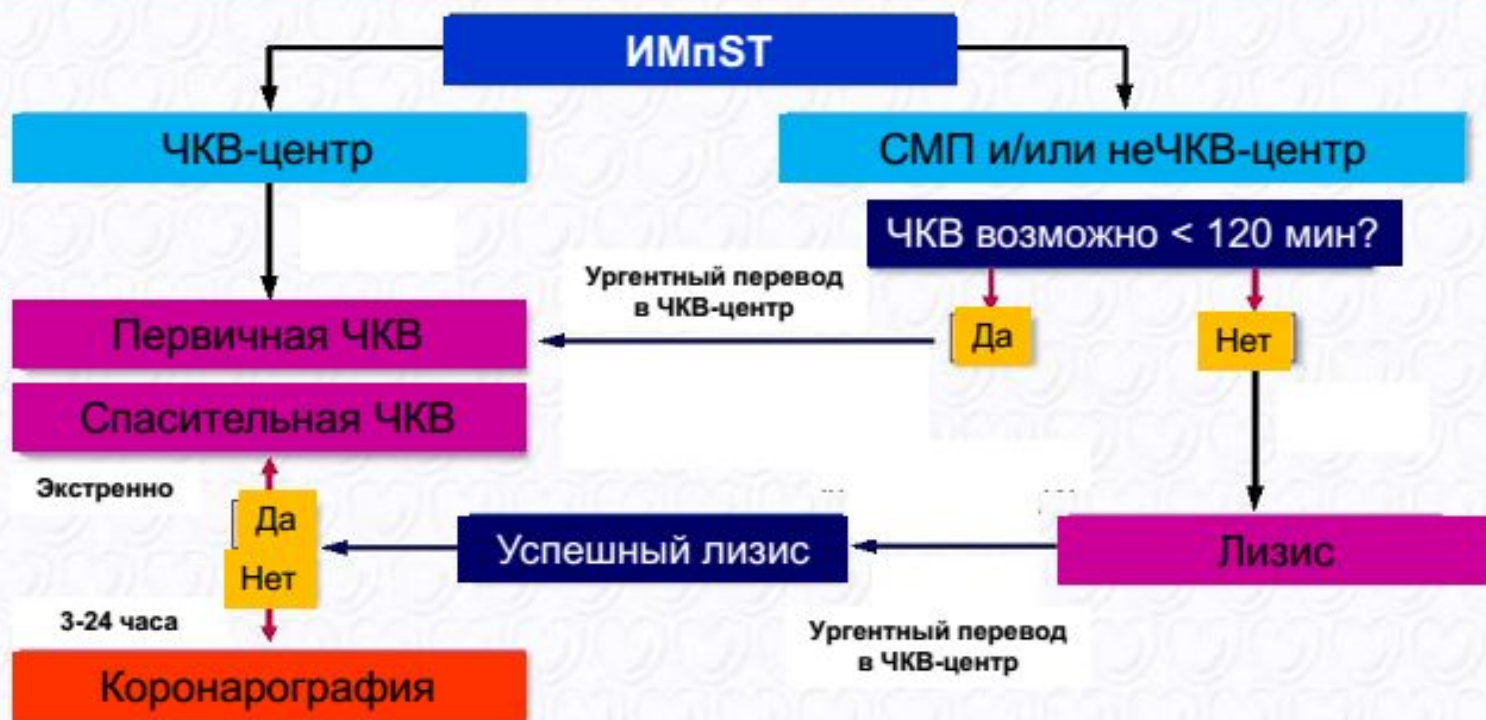 ИМпST
ЧКВ-центр
СМП и/или неЧКВ-центр
ЧКВ возможно < 120 мин?
Ургентный перевод
в ЧКВ-центр
Да
Нет
Первичная ЧКВ
Спасительная ЧКВ
Экстренно
Да
Нет
Успешный лизис
Лизис
3-24 часа
Ургентный перевод
в ЧКВ-центр
Коронарография